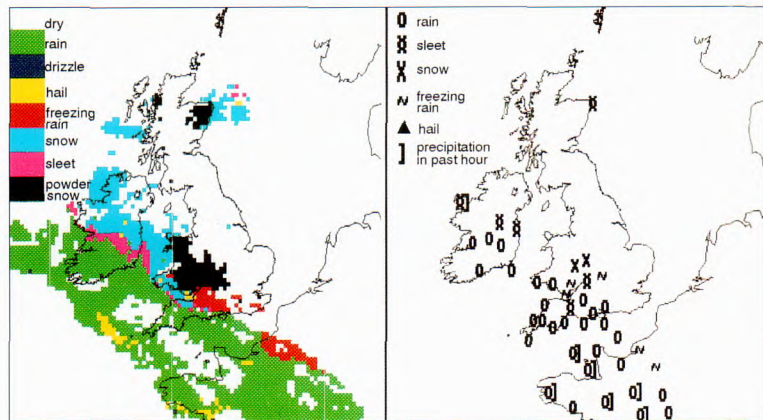 dry
rain
drizzle
hail
freezing
rain
snow
sleet
powder
snow
rain
sleet
snow
freezing
rain
hail
precipitation
in past hour